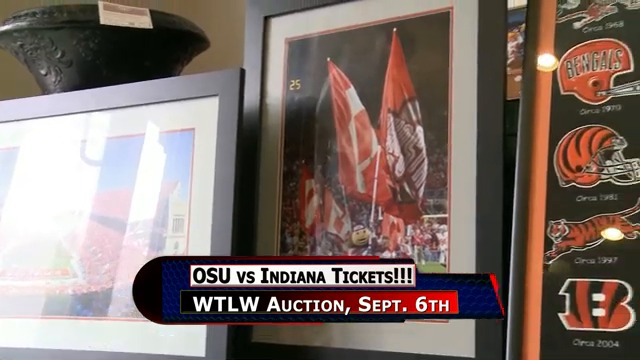 Circa 1968
BENGALS
Circa 1970
Circa 1981
Circa 1997
B
Circa 2004
25
OSU vs Indiana Tickets!!!
WTLW Auction, Sept. 6th